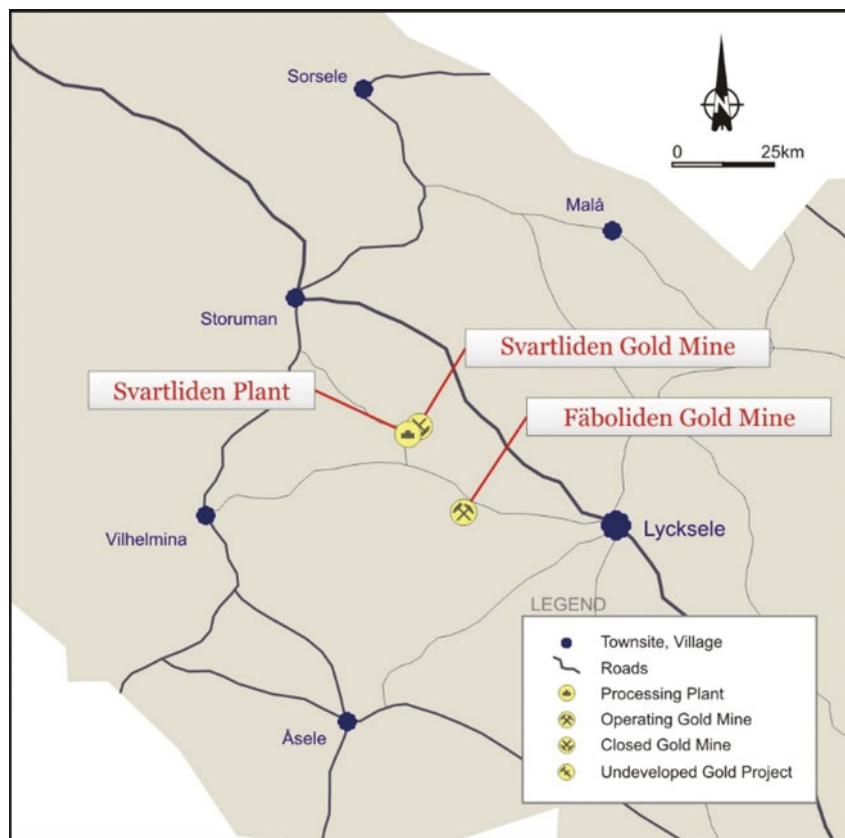 Sorsele
N
0 25km
Malå
Storuman
Svartliden Gold Mine
Svartliden Plant
Fäboliden Gold Mine
Vilhelmina
Lycksele
LEGEND
Townsite, Village
Roads
Processing Plant
Operating Gold Mine
Closed Gold Mine
Undeveloped Gold Project
Åsele